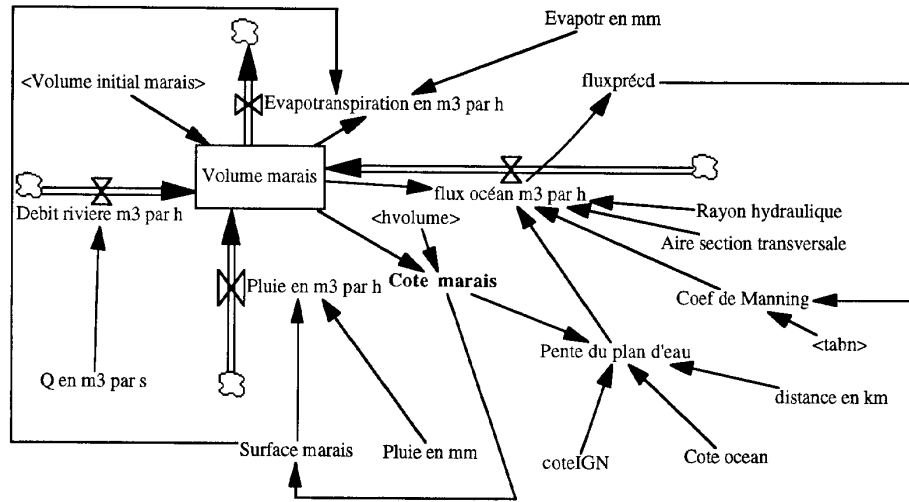 Evapotr en mm
<Volume initial marais>
fluxprécd
Evapotranspiration en m3 par h
Volume marais
flux océan m3 par h
Debit riviere m3 par h
<hvolume>
Rayon hydraulique
Aire section transversale
Cote marais
Pluie en m3 par h
Coef de Manning
<tabn>
Pente du plan d'eau
Q en m3 par s
distance en km
Surface marais
Pluie en mm
coteIGN
Cote ocean